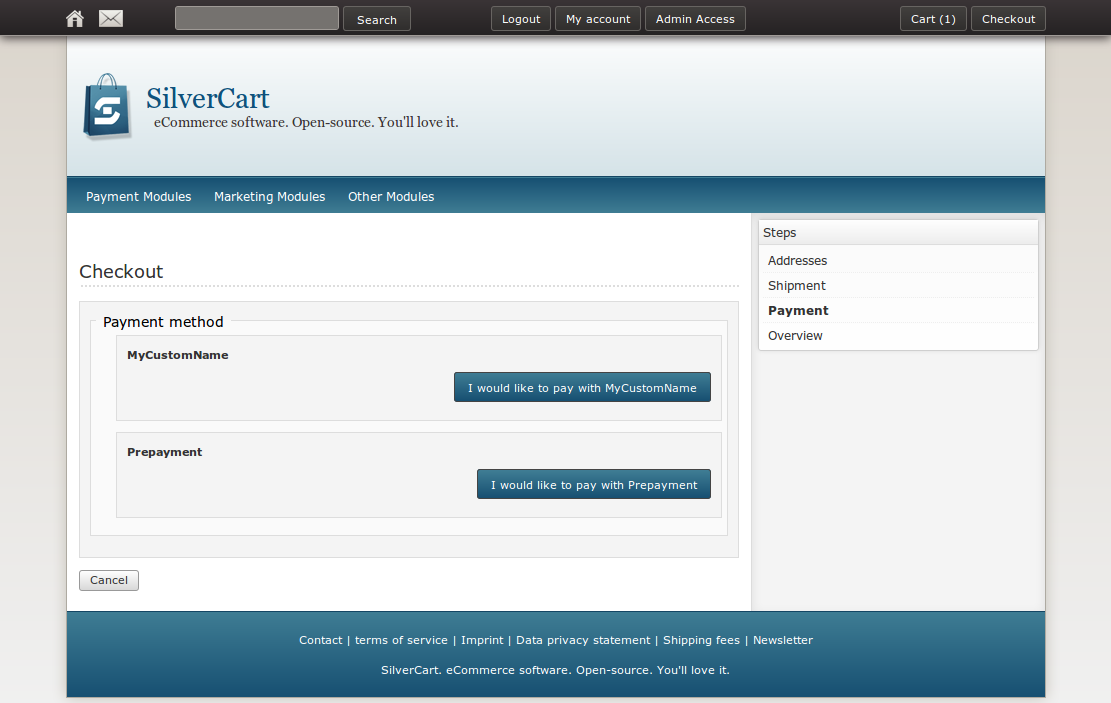 Search Logout My account Admin Access Cart (1) Checkout
SilverCart
eCommerce software. Open-source. You'll love it.
Payment Modules Marketing Modules Other Modules
Checkout
Payment method
MyCustomName
I would like to pay with MyCustomName
Prepayment
I would like to pay with Prepayment
Cancel
Steps
Addresses
Shipment
Payment
Overview
Contact | terms of service | Imprint | Data privacy statement | Shipping fees | Newsletter
SilverCart. eCommerce software. Open-source. You'll love it.